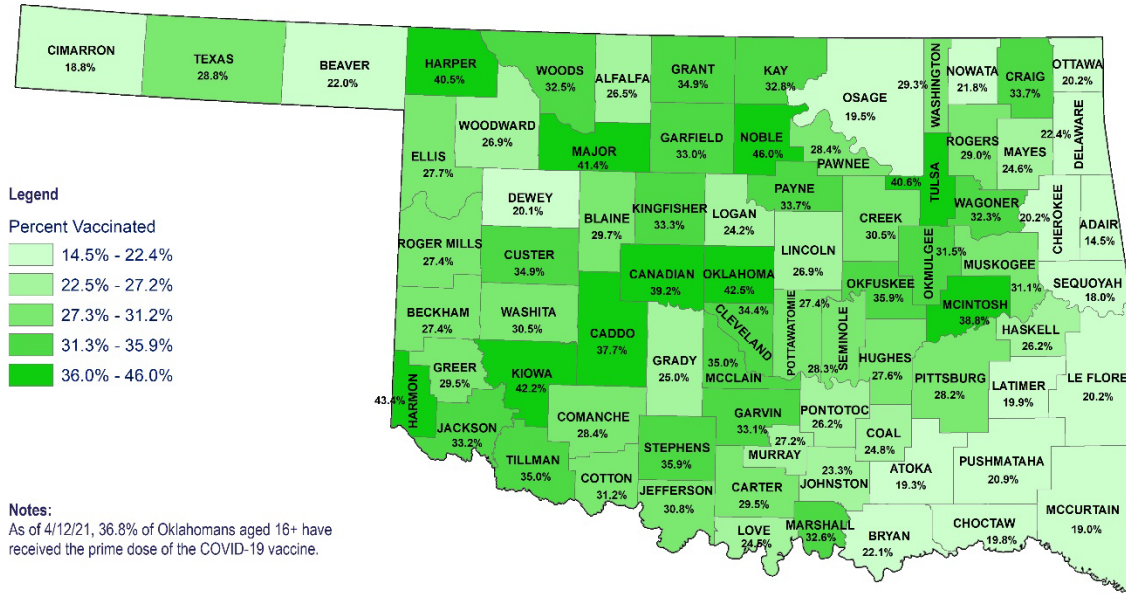 CIMARRON
18.8%
TEXAS
28.8%
BEAVER
22.0%
HARPER
40.5%
WOODS
32.5%
ALFALFA
26.5%
GRANT
34.9%
KAY
32.8%
OSAGE
19.5%
WASHINGTON
29.3%
NOWATA
21.8%
CRAIG
33.7%
OTTAWA
20.2%
WOODWARD
26.9%
ELLIS
27.7%
MAJOR
41.4%
GARFIELD
33.0%
NOBLE
46.0%
28.4%
PAWNEE
ROGERS
29.0%
MAYES
24.6%
22.4%
DELAWARE
DEWEY
20.1%
BLAINE
29.7%
KINGFISHER
33.3%
LOGAN
24.2%
PAYNE
33.7%
CREEK
30.5%
40.6%
TULSA
WAGONER
32.3%
20.2%
CHEROKEE
ADAIR
14.5%
Legend
Percent Vaccinated
14.5% - 22.4%
22.5% - 27.2%
27.3% - 31.2%
31.3% - 35.9%
36.0% - 46.0%
ROGER MILLS
27.4%
CUSTER
34.9%
CANADIAN
39.2%
OKLAHOMA
42.5%
LINCOLN
26.9%
OKFUSKEE
35.9%
31.5%
OKMULGEE
MUSKOGEE
31.1%
SEQUOYAH
18.0%
MCINTOSH
38.8%
BECKHAM
27.4%
WASHITA
30.5%
CADDO
37.7%
GRADY
25.0%
34.4%
CLEVELAND
35.0%
MCCLAIN
27.4%
POTTAWATOMIE
SEMINOLE
28.3%
HUGHES
27.6%
PITTSBURG
28.2%
HASKELL
26.2%
LATIMER
19.9%
LE FLORE
20.2%
43.4%
HARMON
GREER
29.5%
KIOWA
42.2%
JACKSON
33.2%
TILLMAN
35.0%
COMANCHE
28.4%
COTTON
31.2%
STEPHENS
35.9%
JEFFERSON
30.8%
GARVIN
33.1%
27.2%
MURRAY
CARTER
29.5%
LOVE
24.5%
MARSHALL
32.6%
PONTOTOC
26.2%
23.3%
JOHNSTON
COAL
24.8%
ATOKA
19.3%
BRYAN
22.1%
PUSHMATAHA
20.9%
CHOCTAW
19.8%
MCCURTAIN
19.0%
Notes:
As of 4/12/21, 36.8% of Oklahomans aged 16+ have
received the prime dose of the COVID-19 vaccine.